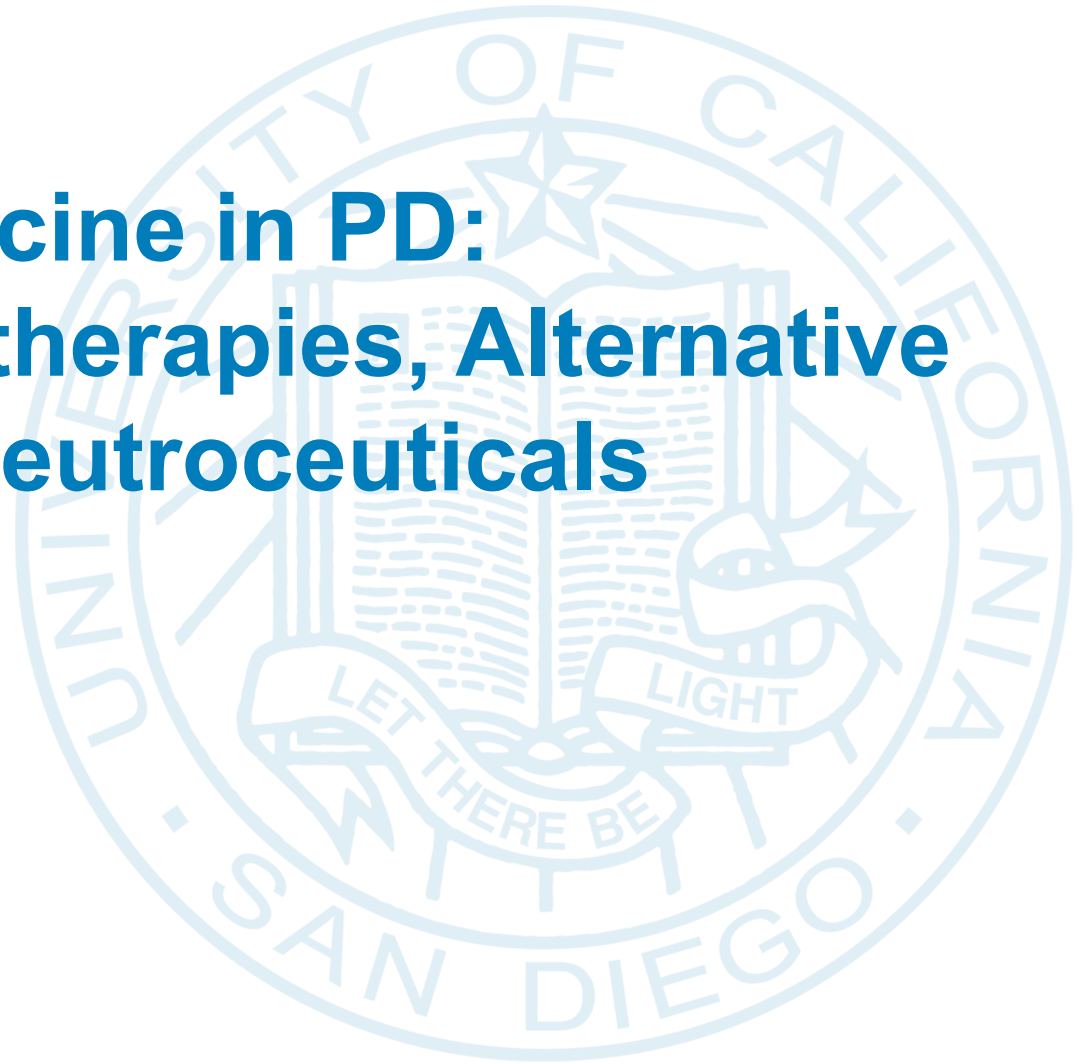 cine in PD:
therapies, Alternative
eutroceuticals
UNIVERSITY OF CALIFORNIA
LET THERE BE LIGHT
· SAN DIEGO ·